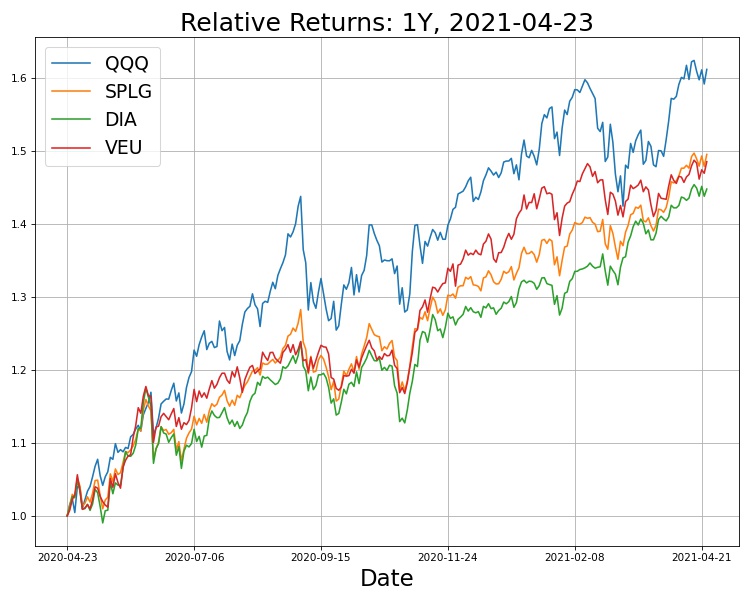 Relative Returns: 1Y, 2021-04-23
QQQ
SPLG
DIA
VEU
1.6
1.5
1.4
1.3
1.2
1.1
1.0
2020-04-23 2020-07-06 2020-09-15 2020-11-24 2021-02-08 2021-04-21
Date